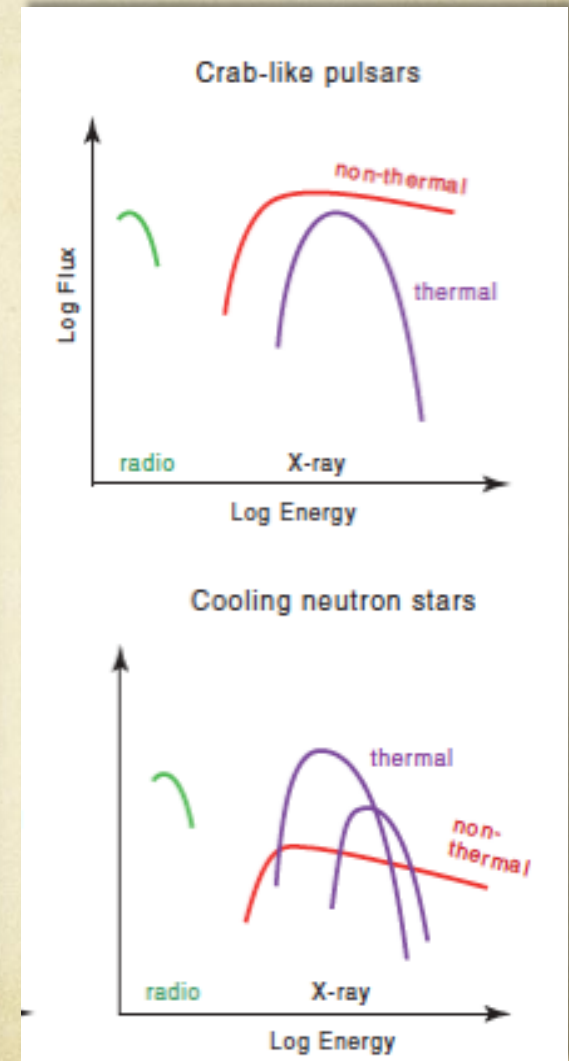 Crab-like pulsars
non-thermal
thermal
Log Flux
radio
X-ray
Log Energy
Cooling neutron stars
thermal
non-
thermal
radio
X-ray
Log Energy